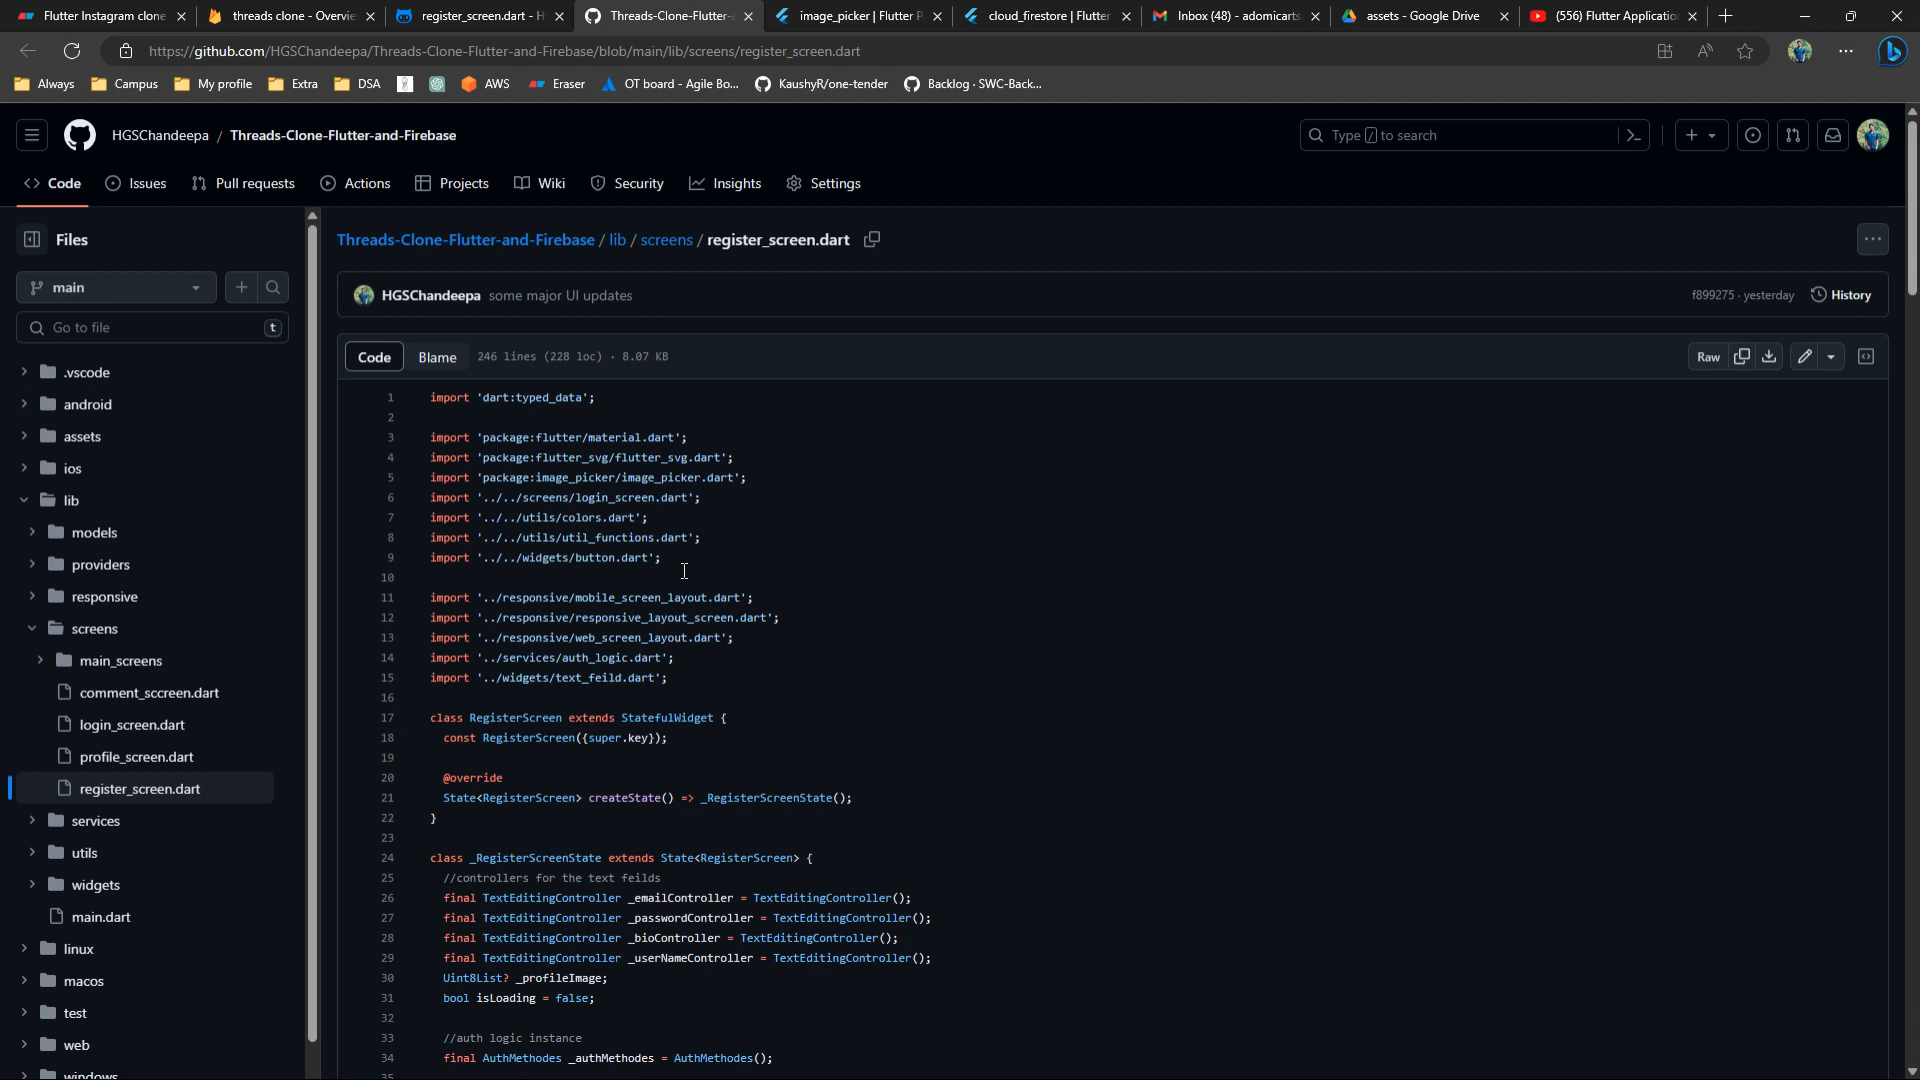 Flutter Instagram clone
threads clone - Overvie
register_screen.dart - H
Threads-Clone-Flutter-
image_picker | Flutter P
cloud_firestore | Flutter
Inbox (48) - adomicarts
assets - Google Drive
(556) Flutter Applicatio
https://github.com/HGSChandeepa/Threads-Clone-Flutter-and-Firebase/blob/main/lib/screens/register_screen.dart
Always
Campus
My profile
Extra
DSA
AWS
Eraser
OT board - Agile Bo...
KaushyR/one-tender
Backlog · SWC-Back...
HGSChandeepa / Threads-Clone-Flutter-and-Firebase
Type / to search
Code
Issues
Pull requests
Actions
Projects
Wiki
Security
Insights
Settings
Files
main
Go to file
t
.vscode
android
assets
ios
lib
models
providers
responsive
screens
main_screens
comment_sccreen.dart
login_screen.dart
profile_screen.dart
register_screen.dart
services
utils
widgets
main.dart
linux
macos
test
web
windows
Threads-Clone-Flutter-and-Firebase / lib / screens / register_screen.dart
HGSChandeepa some major UI updates
f899275 · yesterday
History
Code
Blame
246 lines (228 loc) · 8.07 KB
Raw
1 import 'dart:typed_data';
2
3 import 'package:flutter/material.dart';
4 import 'package:flutter_svg/flutter_svg.dart';
5 import 'package:image_picker/image_picker.dart';
6 import '../../screens/login_screen.dart';
7 import '../../utils/colors.dart';
8 import '../../utils/util_functions.dart';
9 import '../../widgets/button.dart';
10
11 import '../responsive/mobile_screen_layout.dart';
12 import '../responsive/responsive_layout_screen.dart';
13 import '../responsive/web_screen_layout.dart';
14 import '../services/auth_logic.dart';
15 import '../widgets/text_feild.dart';
16
17 class RegisterScreen extends StatefulWidget {
18 const RegisterScreen({super.key});
19
20 @override
21 State<RegisterScreen> createState() => _RegisterScreenState();
22 }
23
24 class _RegisterScreenState extends State<RegisterScreen> {
25 //controllers for the text feilds
26 final TextEditingController _emailController = TextEditingController();
27 final TextEditingController _passwordController = TextEditingController();
28 final TextEditingController _bioController = TextEditingController();
29 final TextEditingController _userNameController = TextEditingController();
30 Uint8List? _profileImage;
31 bool isLoading = false;
32
33 //auth logic instance
34 final AuthMethodes _authMethodes = AuthMethodes();
35